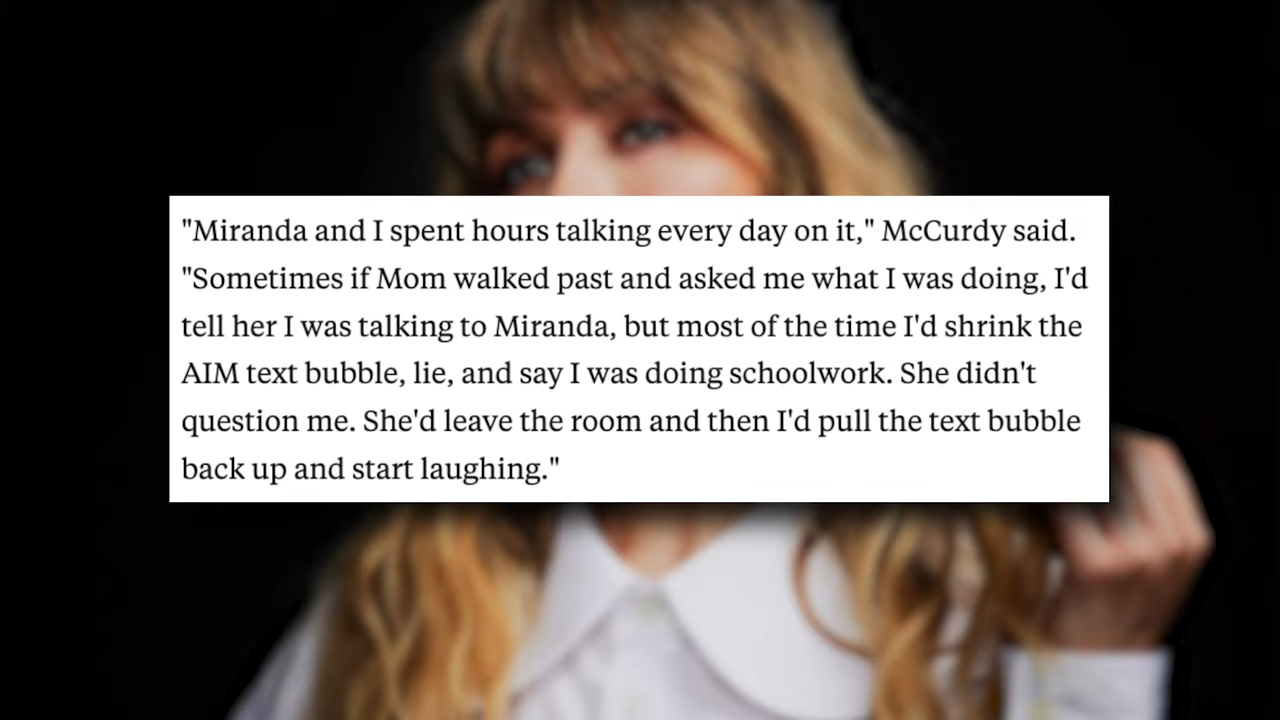 "Miranda and I spent hours talking every day on it," McCurdy said.
"Sometimes if Mom walked past and asked me what I was doing, I'd
tell her I was talking to Miranda, but most of the time I'd shrink the
AIM text bubble, lie, and say I was doing schoolwork. She didn't
question me. She'd leave the room and then I'd pull the text bubble
back up and start laughing."